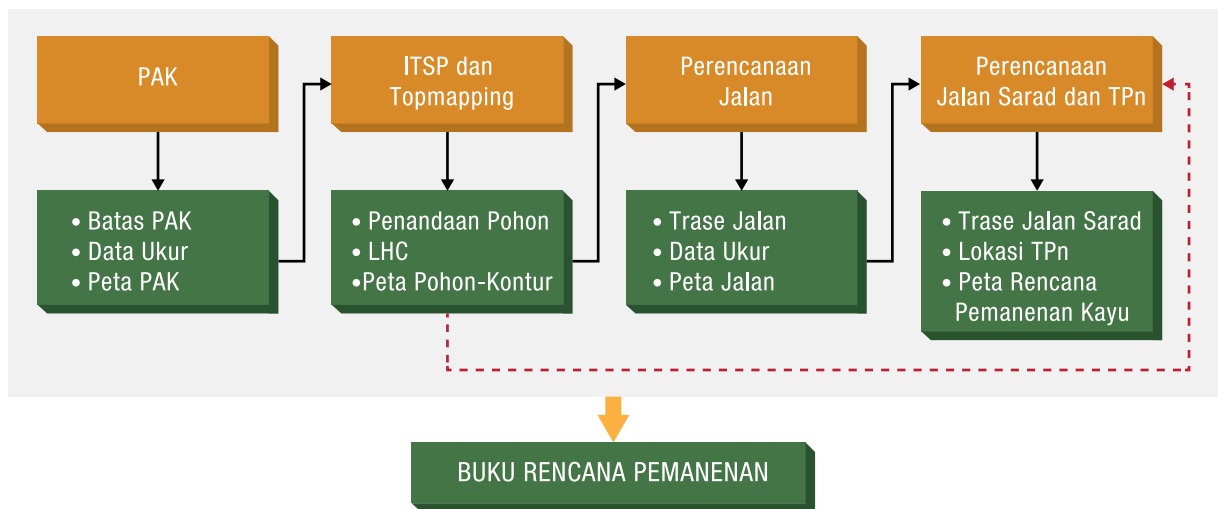 PAK
ITSP dan
Topmapping
Perencanaan
Jalan
Perencanaan
Jalan Sarad dan TPn
• Batas PAK
• Data Ukur
• Peta PAK
• Penandaan Pohon
• LHC
•Peta Pohon-Kontur
• Trase Jalan
• Data Ukur
• Peta Jalan
• Trase Jalan Sarad
• Lokasi TPn
• Peta Rencana
Pemanenan Kayu
BUKU RENCANA PEMANENAN